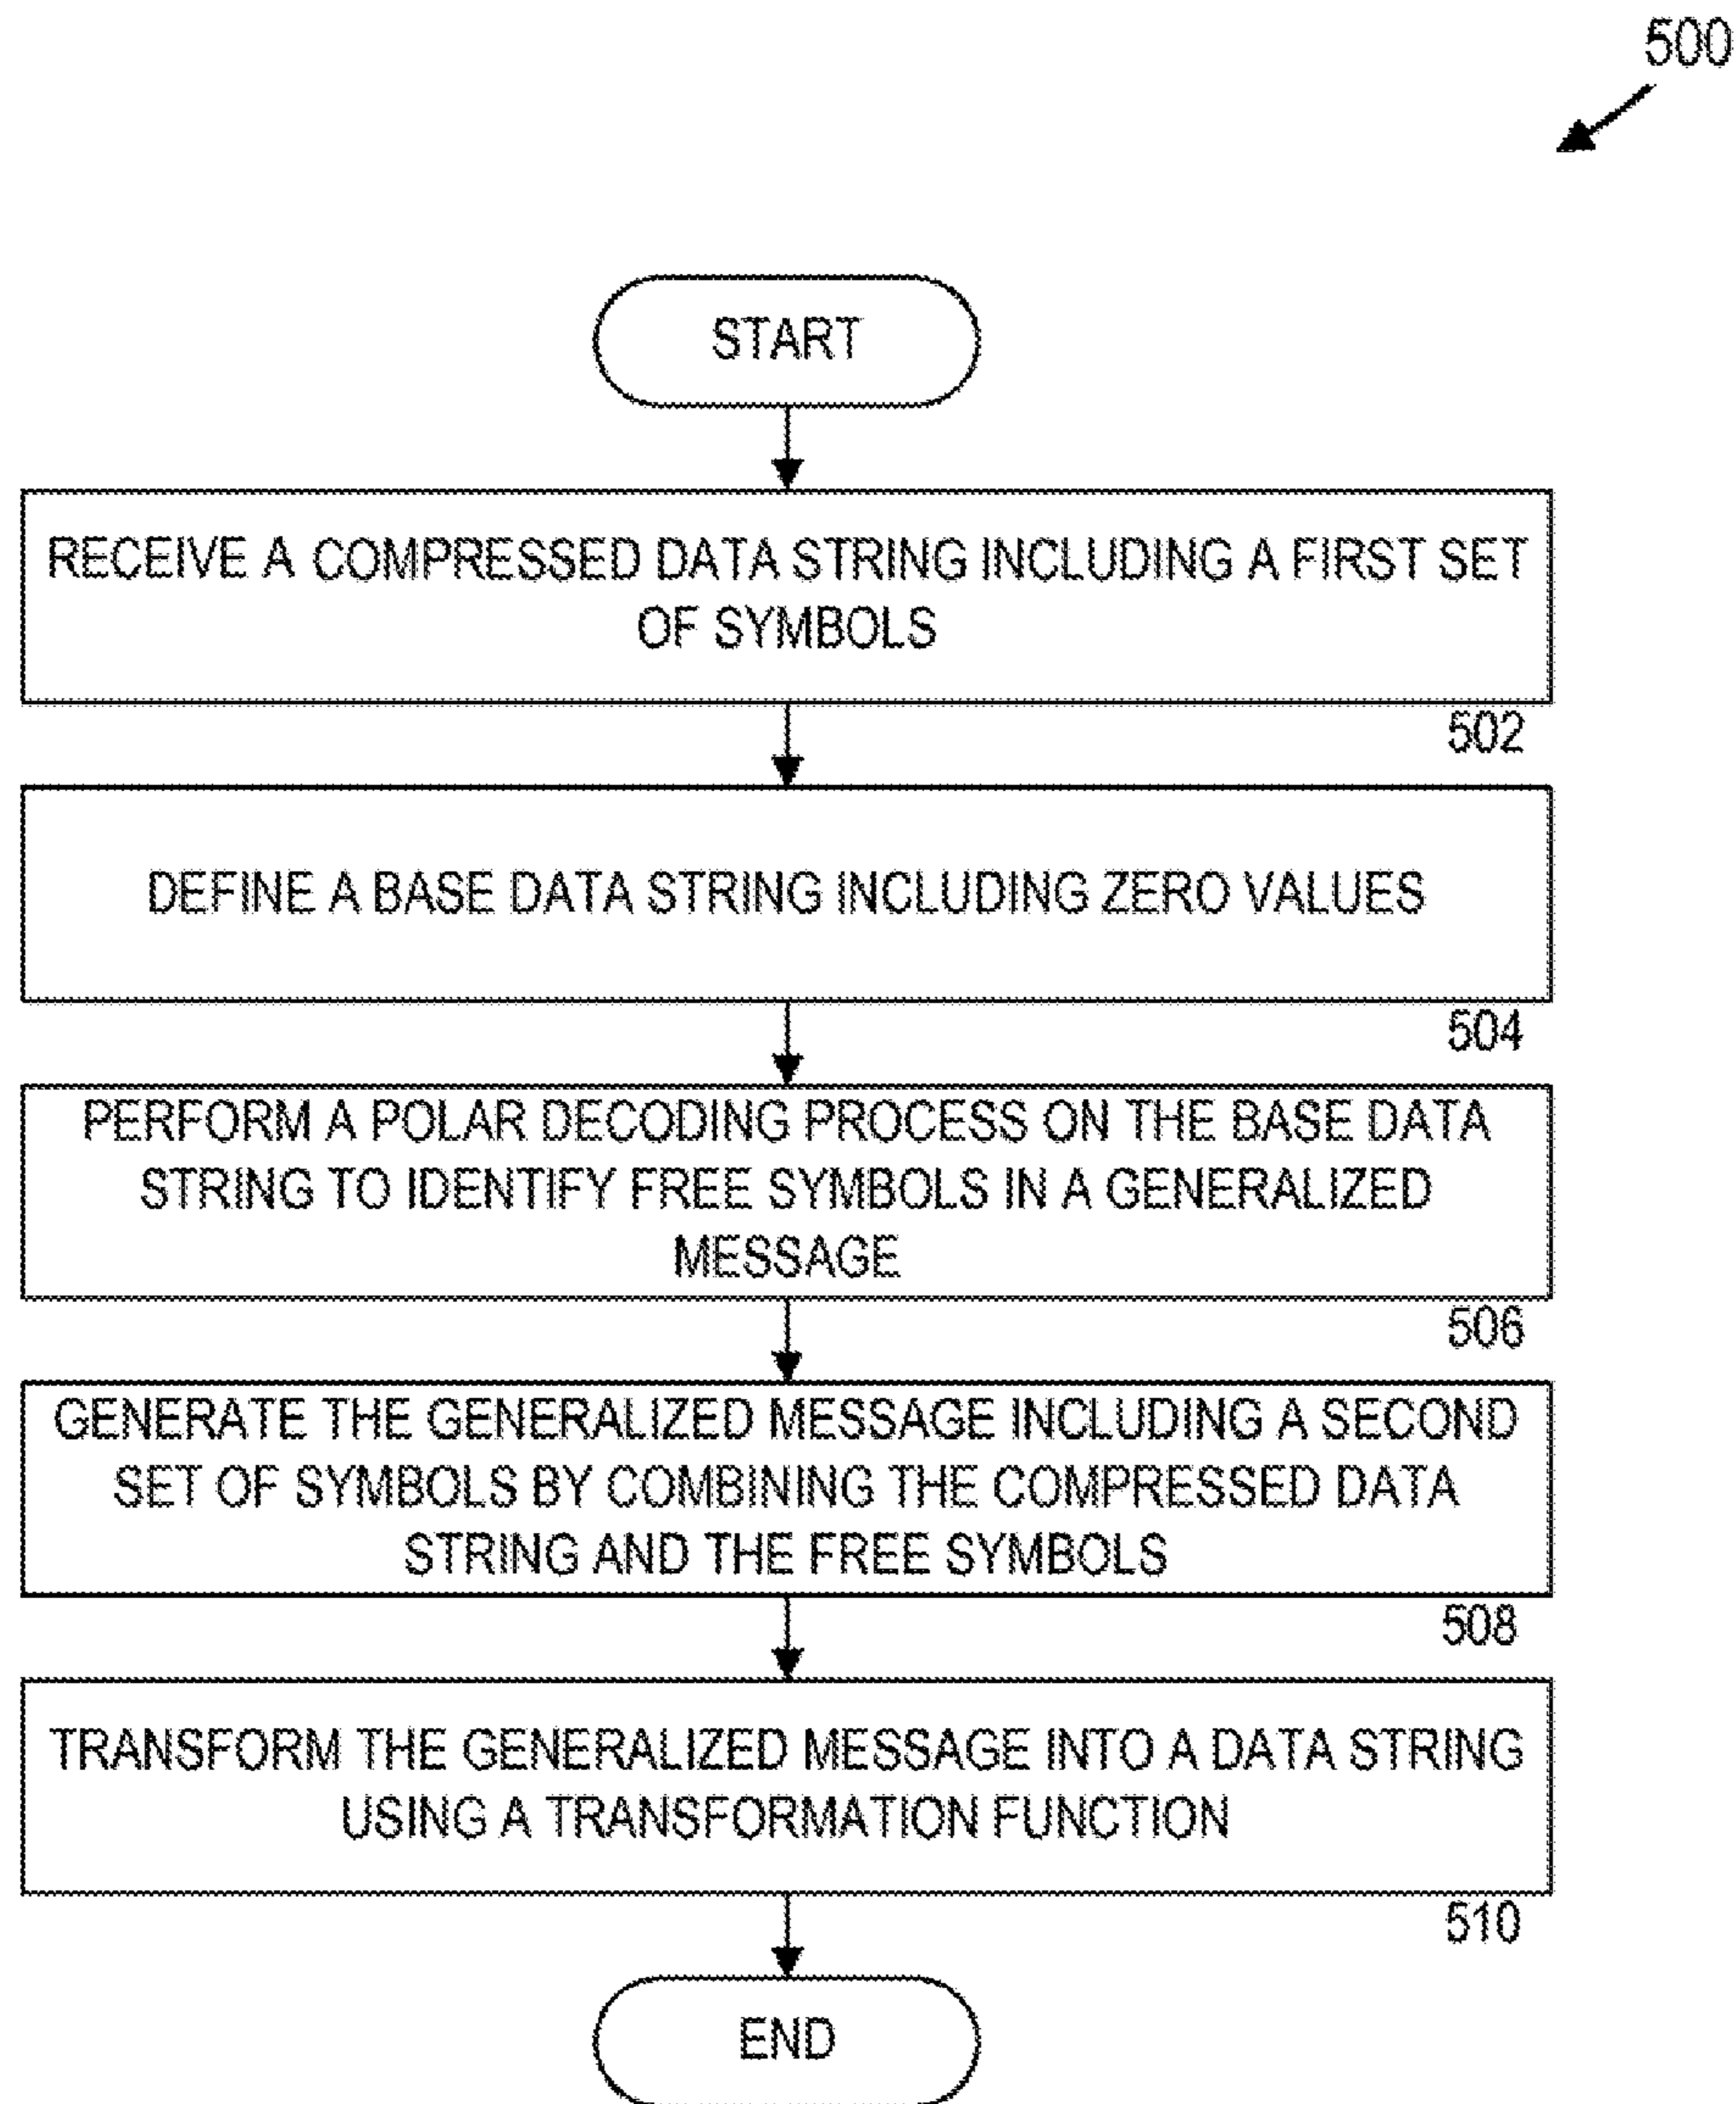 500
START
RECEIVE A COMPRESSED DATA STRING INCLUDING A FIRST SET
OF SYMBOLS
502
DEFINE A BASE DATA STRING INCLUDING ZERO VALUES
504
PERFORM A POLAR DECODING PROCESS ON THE BASE DATA
STRING TO IDENTIFY FREE SYMBOLS IN A GENERALIZED
MESSAGE
506
GENERATE THE GENERALIZED MESSAGE INCLUDING A SECOND
SET OF SYMBOLS BY COMBINING THE COMPRESSED DATA
STRING AND THE FREE SYMBOLS
508
TRANSFORM THE GENERALIZED MESSAGE INTO A DATA STRING
USING A TRANSFORMATION FUNCTION
510
END